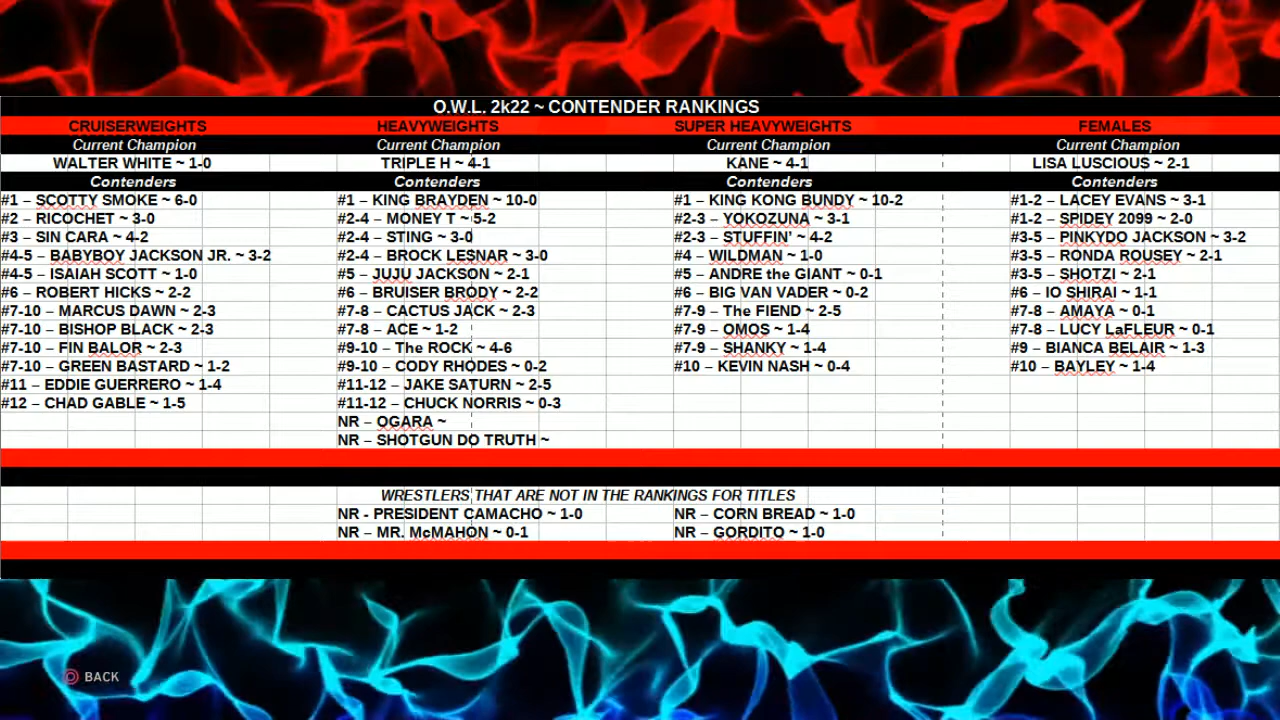 O.W.L. 2k22 ~ CONTENDER RANKINGS
CRUISERWEIGHTS HEAVYWEIGHTS SUPER HEAVYWEIGHTS FEMALES
Current Champion Current Champion Current Champion Current Champion
WALTER WHITE ~ 1-0 TRIPLE H ~ 4-1 KANE ~ 4-1 LISA LUSCIOUS ~ 2-1
Contenders Contenders Contenders Contenders
#1 – SCOTTY SMOKE ~ 6-0 #1 – KING BRAYDEN ~ 10-0 #1 – KING KONG BUNDY ~ 10-2 #1-2 – LACEY EVANS ~ 3-1
#2 – RICOCHET ~ 3-0 #2-4 – MONEY T ~ 5-2 #2-3 – YOKOZUNA ~ 3-1 #1-2 – SPIDEY 2099 ~ 2-0
#3 – SIN CARA ~ 4-2 #2-4 – STING ~ 3-0 #2-3 – STUFFIN' ~ 4-2 #3-5 – PINKYDO JACKSON ~ 3-2
#4-5 – BABYBOY JACKSON JR. ~ 3-2 #2-4 – BROCK LESNAR ~ 3-0 #4 – WILDMAN ~ 1-0 #3-5 – RONDA ROUSEY ~ 2-1
#4-5 – ISAIAH SCOTT ~ 1-0 #5 – JUJU JACKSON ~ 2-1 #5 – ANDRE the GIANT ~ 0-1 #3-5 – SHOTZI ~ 2-1
#6 – ROBERT HICKS ~ 2-2 #6 – BRUISER BRODY ~ 2-2 #6 – BIG VAN VADER ~ 0-2 #6 – IO SHIRAI ~ 1-1
#7-10 – MARCUS DAWN ~ 2-3 #7-8 – CACTUS JACK ~ 2-3 #7-9 – The FIEND ~ 2-5 #7-8 – AMAYA ~ 0-1
#7-10 – BISHOP BLACK ~ 2-3 #7-8 – ACE ~ 1-2 #7-9 – OMOS ~ 1-4 #7-8 – LUCY LaFLEUR ~ 0-1
#7-10 – FIN BALOR ~ 2-3 #9-10 – The ROCK ~ 4-6 #7-9 – SHANKY ~ 1-4 #9 – BIANCA BELAIR ~ 1-3
#7-10 – GREEN BASTARD ~ 1-2 #9-10 – CODY RHODES ~ 0-2 #10 – KEVIN NASH ~ 0-4 #10 – BAYLEY ~ 1-4
#11 – EDDIE GUERRERO ~ 1-4 #11-12 – JAKE SATURN ~ 2-5
#12 – CHAD GABLE ~ 1-5 #11-12 – CHUCK NORRIS ~ 0-3
NR – OGARA ~
NR – SHOTGUN DO TRUTH ~
WRESTLERS THAT ARE NOT IN THE RANKINGS FOR TITLES
NR - PRESIDENT CAMACHO ~ 1-0 NR – CORN BREAD ~ 1-0
NR – MR. McMAHON ~ 0-1 NR – GORDITO ~ 1-0
BACK